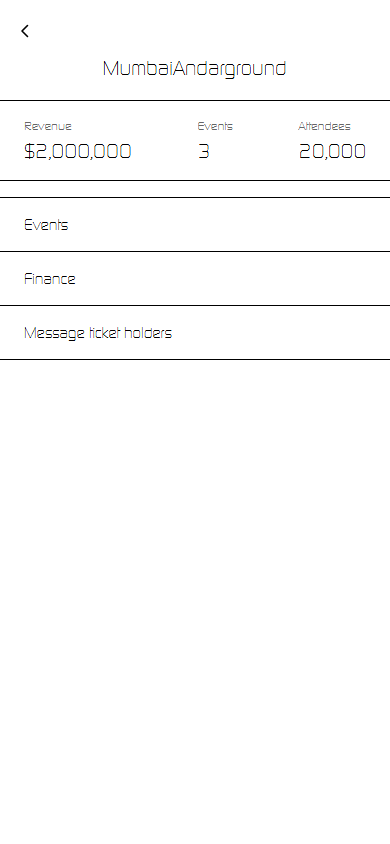 MumbaiAndarground
Revenue Events Attendees
$2,000,000 3 20,000
Events
Finance
Message ticket holders